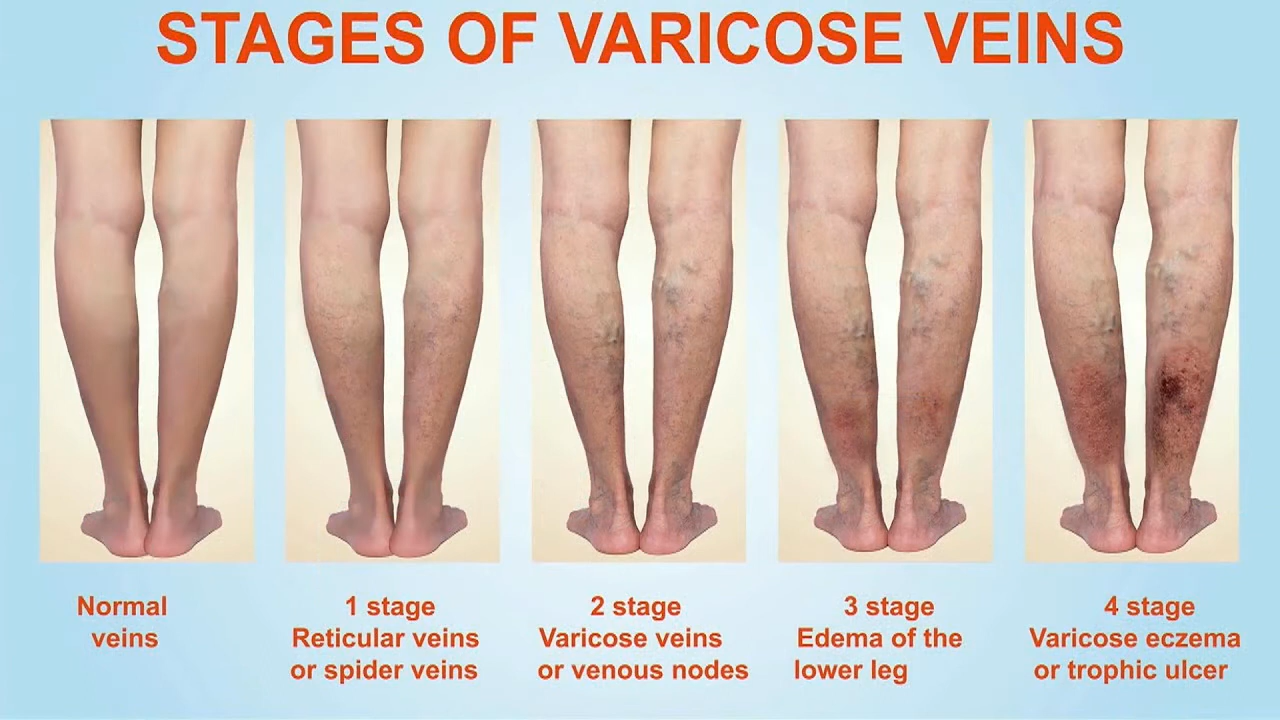 STAGES OF VARICOSE VEINS
Normal
veins
1 stage
Reticular veins
or spider veins
2 stage
Varicose veins
or venous nodes
3 stage
Edema of the
lower leg
4 stage
Varicose eczema
or trophic ulcer